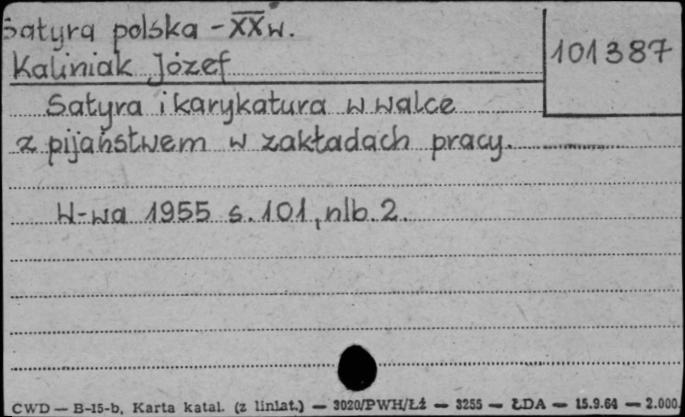 Satyra polska - XX w.
Kaliniak Józef
101387
Satyra i karykatura w walce
z pijaństwem w zakładach pracy.
W-wa 1955 s. 101, nlb. 2.
CWD — B-15-b, Karta katal. (z liniat.) — 3020/PWH/Łż — 3255 — ŁDA — 15.9.64 — 2.000